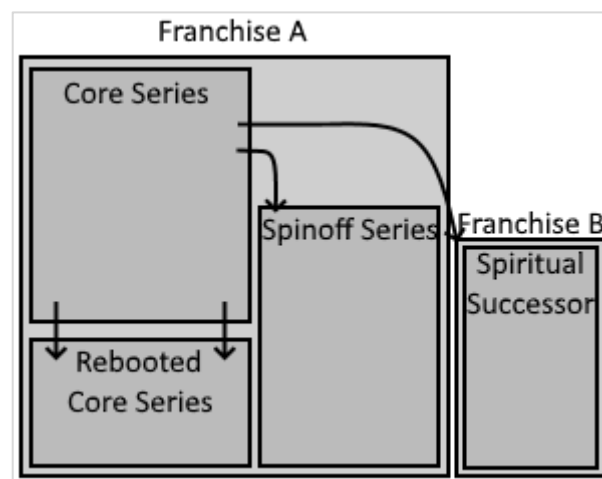 Franchise A
Core Series
Spinoff Series
Franchise B
Spiritual
Successor
Rebooted
Core Series